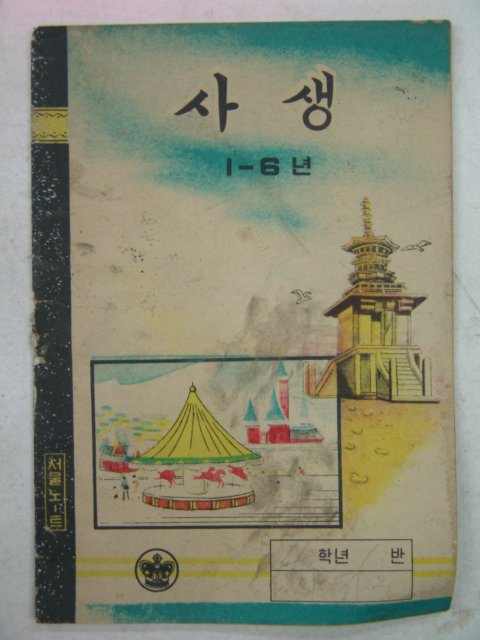 사생
1-6년
서울노-트
학년 반